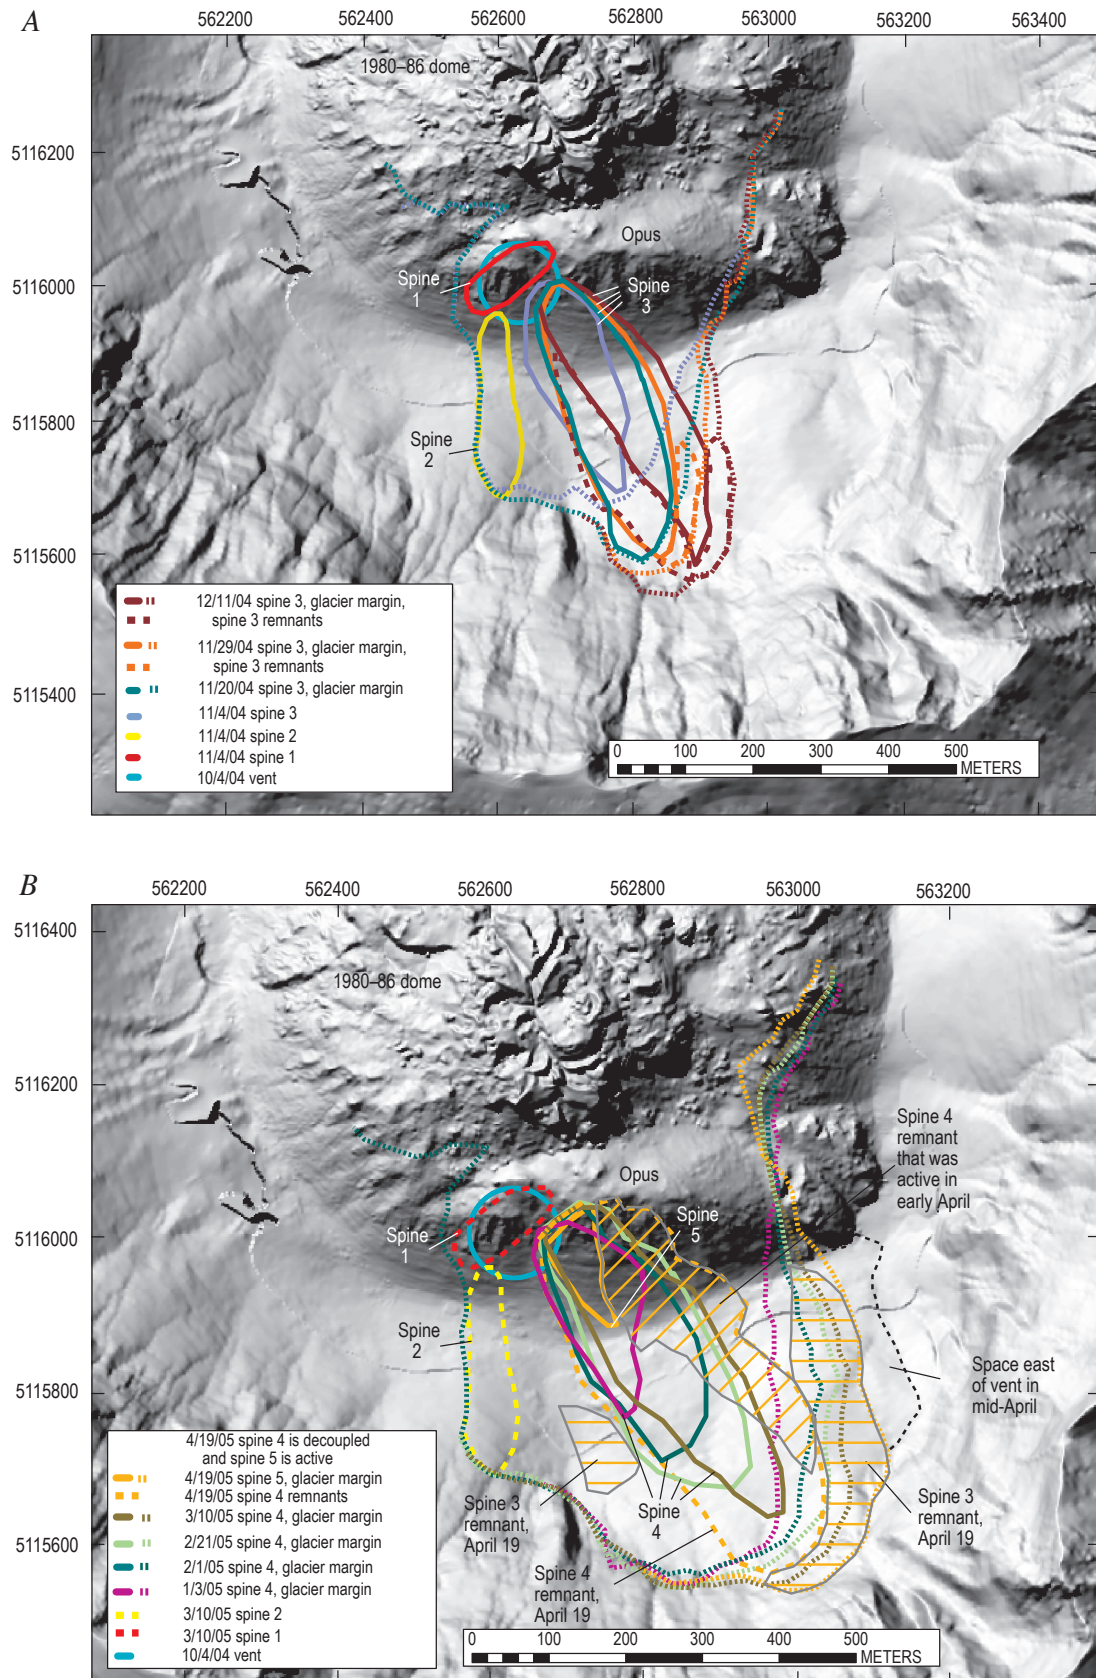 A
562200 562400 562600 562800 563000 563200 563400
1980–86 dome
5116200
Opus
Spine
1
Spine
3
5116000
5115800
Spine
2
5115600
12/11/04 spine 3, glacier margin,
spine 3 remnants
11/29/04 spine 3, glacier margin,
spine 3 remnants
11/20/04 spine 3, glacier margin
11/4/04 spine 3
11/4/04 spine 2
11/4/04 spine 1
10/4/04 vent
5115400
0 100 200 300 400 500
METERS
B
562200 562400 562600 562800 563000 563200
5116400
1980–86 dome
5116200
Spine 4
remnant
that was
active in
early April
Opus
Spine
5
Spine
1
5116000
Spine
2
Space east
of vent in
mid-April
5115800
4/19/05 spine 4 is decoupled
and spine 5 is active
4/19/05 spine 5, glacier margin
4/19/05 spine 4 remnants
3/10/05 spine 4, glacier margin
2/21/05 spine 4, glacier margin
2/1/05 spine 4, glacier margin
1/3/05 spine 4, glacier margin
3/10/05 spine 2
3/10/05 spine 1
10/4/04 vent
Spine 3
remnant,
April 19
Spine
4
Spine 3
remnant,
April 19
5115600
Spine 4
remnant,
April 19
0 100 200 300 400 500
METERS